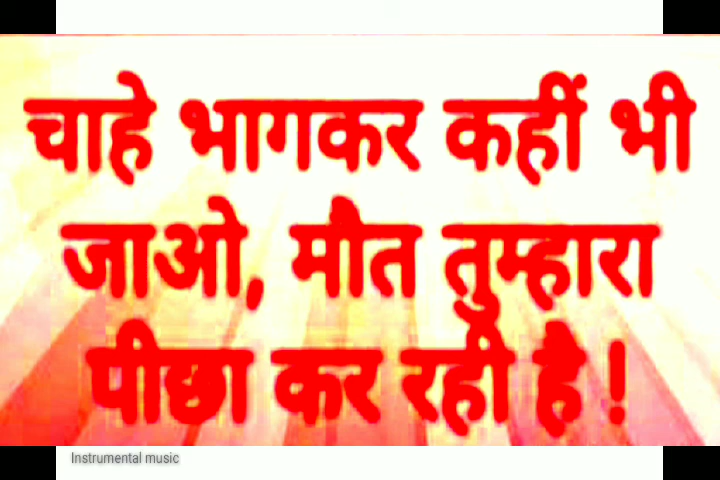 चाहे भागकर कहीं भी
जाओ, मौत तुम्हारा
पीछा कर रही है !
Instrumental music